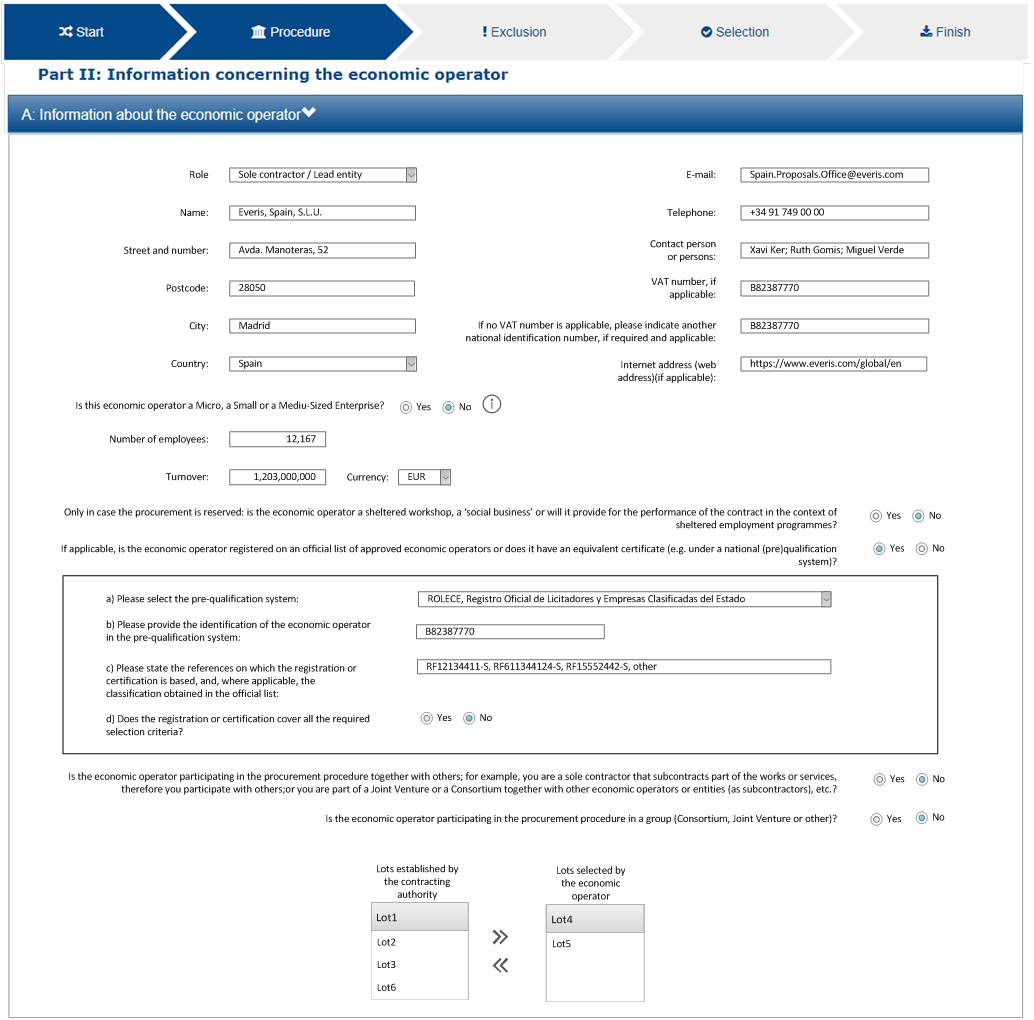 Start
Procedure
Exclusion
Selection
Finish
Part II: Information concerning the economic operator
A: Information about the economic operator
Role
Sole contractor / Lead entity
E-mail:
Spain.Proposals.Office@everis.com
Name:
Everis, Spain, S.L.U.
Telephone:
+34 91 749 00 00
Street and number:
Avda. Manoteras, 52
Contact person
or persons:
Xavi Ker; Ruth Gomis; Miguel Verde
Postcode:
28050
VAT number, if
applicable:
B82387770
City:
Madrid
If no VAT number is applicable, please indicate another
national identification number, if required and applicable:
B82387770
Country:
Spain
Internet address (web
address)(if applicable):
https://www.everis.com/global/en
Is this economic operator a Micro, a Small or a Mediu-Sized Enterprise?
Yes
No
Number of employees:
12,167
Turnover:
1,203,000,000
Currency:
EUR
Only in case the procurement is reserved: is the economic operator a sheltered workshop, a ‘social business’ or will it provide for the performance of the contract in the context of
sheltered employment programmes?
Yes
No
If applicable, is the economic operator registered on an official list of approved economic operators or does it have an equivalent certificate (e.g. under a national (pre)qualification
system)?
Yes
No
a) Please select the pre-qualification system:
ROLECE, Registro Oficial de Licitadores y Empresas Clasificadas del Estado
b) Please provide the identification of the economic operator
in the pre-qualification system:
B82387770
c) Please state the references on which the registration or
certification is based, and, where applicable, the
classification obtained in the official list:
RF12134411-S, RF611344124-S, RF15552442-S, other
d) Does the registration or certification cover all the required
selection criteria?
Yes
No
Is the economic operator participating in the procurement procedure together with others; for example, you are a sole contractor that subcontracts part of the works or services,
therefore you participate with others;or you are part of a Joint Venture or a Consortium together with other economic operators or entities (as subcontractors), etc.?
Yes
No
Is the economic operator participating in the procurement procedure in a group (Consortium, Joint Venture or other)?
Yes
No
Lots established by
the contracting
authority
Lot1
Lot2
Lot3
Lot6
Lots selected by
the economic
operator
Lot4
Lot5